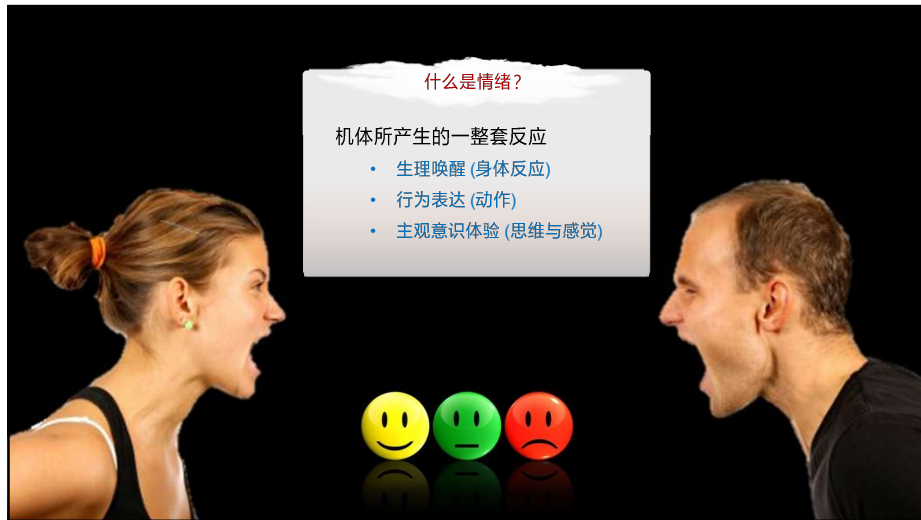 什么是情绪？
机体所产生的一整套反应
• 生理唤醒 (身体反应)
• 行为表达 (动作)
• 主观意识体验 (思维与感觉)